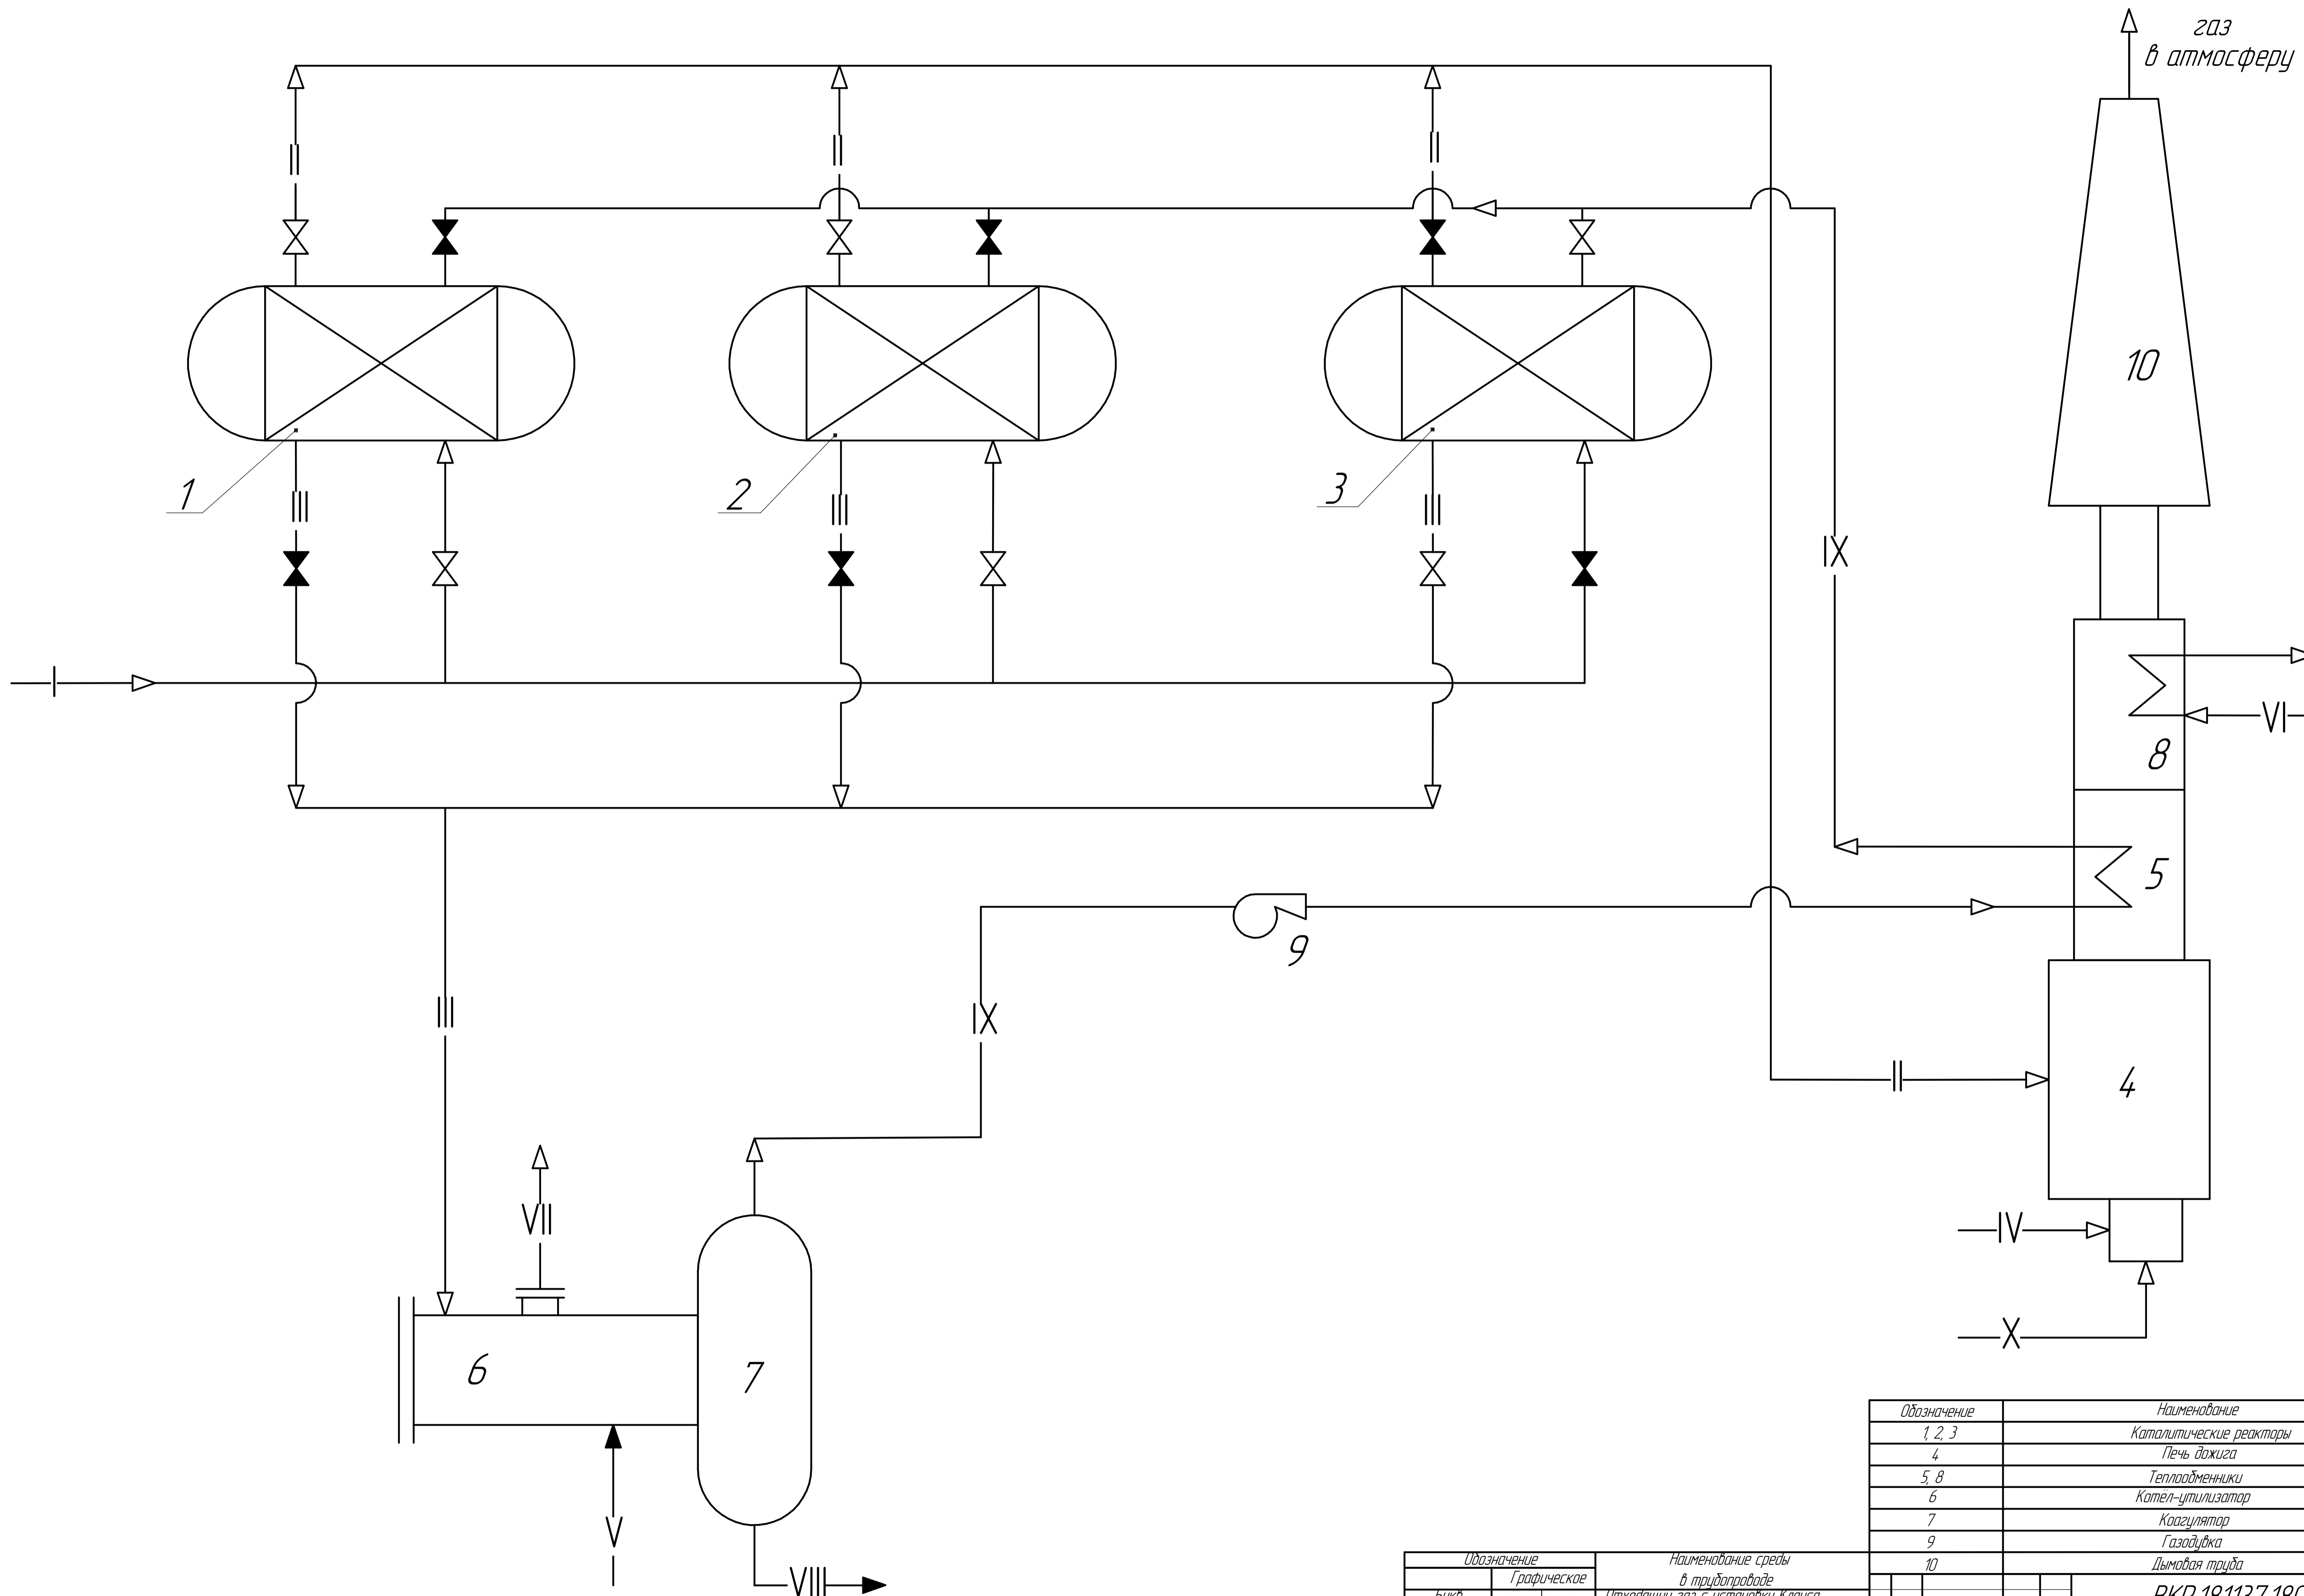 газ
в атмосферу
II
II
II
10
1
III
2
III
3
III
IX
I
VI
8
5
9
III
IX
II
4
VII
IV
X
6
7
V
VIII
Обозначение Наименование
1, 2, 3 Каталитические реакторы
4 Печь дожига
5, 8 Теплообменники
6 Котёл-утилизатор
7 Коагулятор
9 Газодувка
10 Дымовая труба
Обозначение Наименование среды
Графическое в трубопроводе